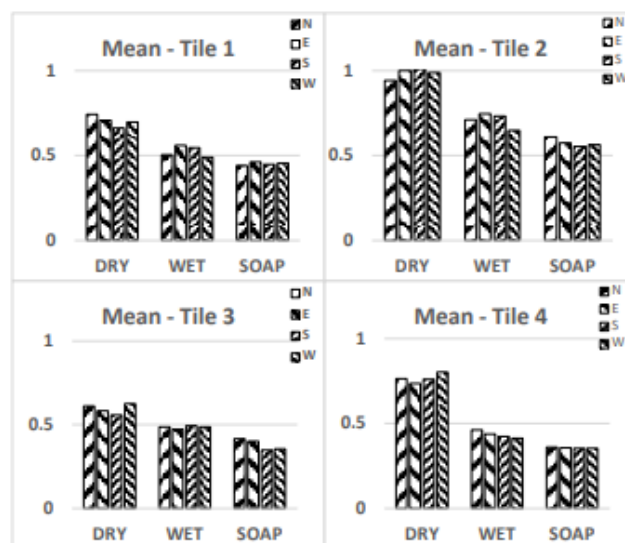 Mean - Tile 1
N
E
S
W
1
0.5
0
DRY WET SOAP
Mean - Tile 2
N
E
S
W
1
0.5
0
DRY WET SOAP
Mean - Tile 3
N
E
S
W
1
0.5
0
DRY WET SOAP
Mean - Tile 4
N
E
S
W
1
0.5
0
DRY WET SOAP